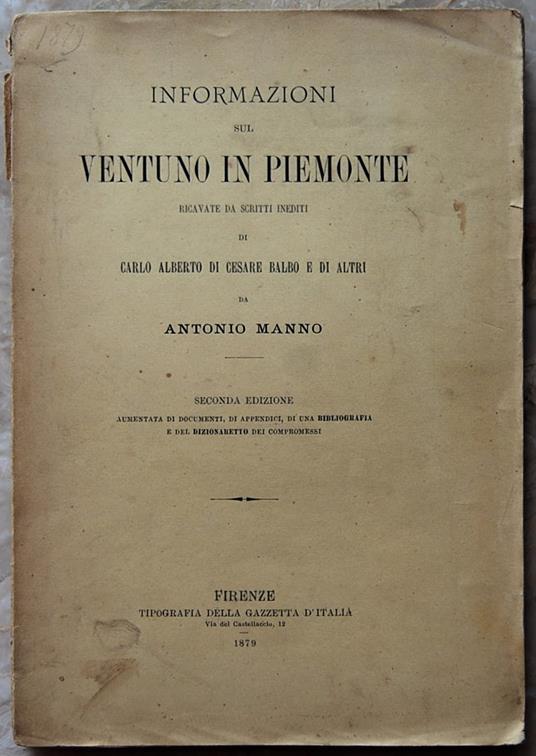 1879
INFORMAZIONI
SUL
VENTUNO IN PIEMONTE
RICAVATE DA SCRITTI INEDITI
DI
CARLO ALBERTO DI CESARE BALBO E DI ALTRI
DA
ANTONIO MANNO
SECONDA EDIZIONE
AUMENTATA DI DOCUMENTI, DI APPENDICI, DI UNA BIBLIOGRAFIA
E DEL DIZIONARETTO DEI COMPROMESSI
FIRENZE
TIPOGRAFIA DELLA GAZZETTA D'ITALIA
Via del Castellaccio, 12
1879